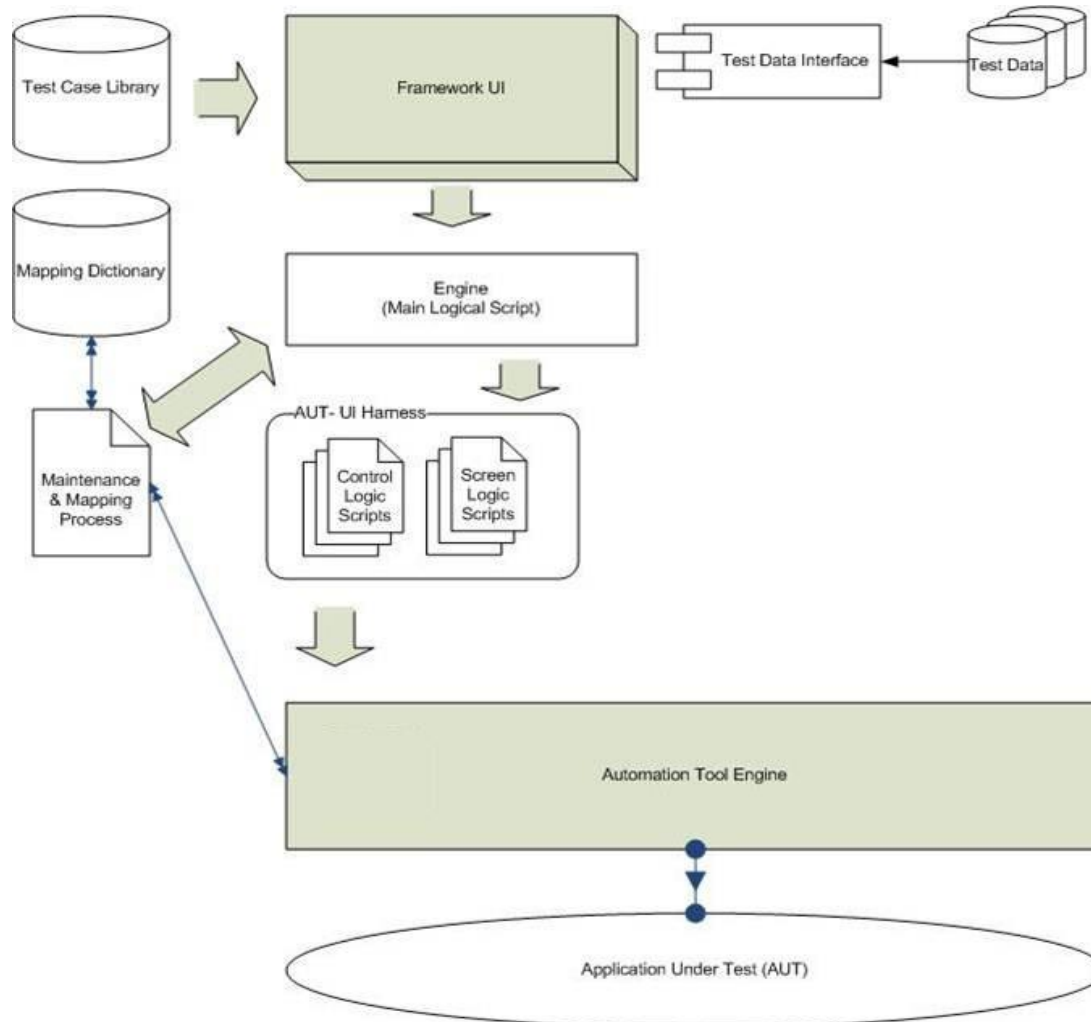 Test Case Library
Framework UI
Test Data Interface
Test Data
Mapping Dictionary
Engine
(Main Logical Script)
AUT- UI Harness
Control
Logic
Scripts
Screen
Logic
Scripts
Maintenance
& Mapping
Process
Automation Tool Engine
Application Under Test (AUT)